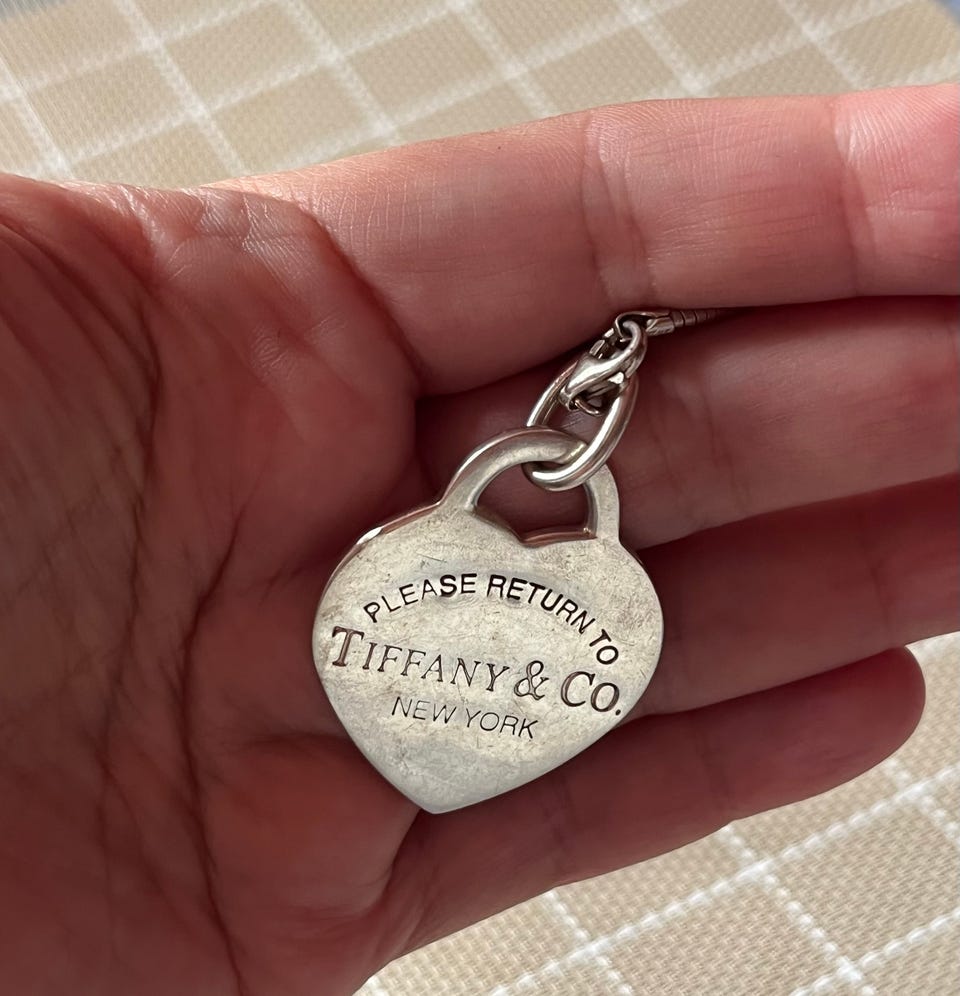 PLEASE RETURN TO
TIFFANY & CO.
NEW YORK